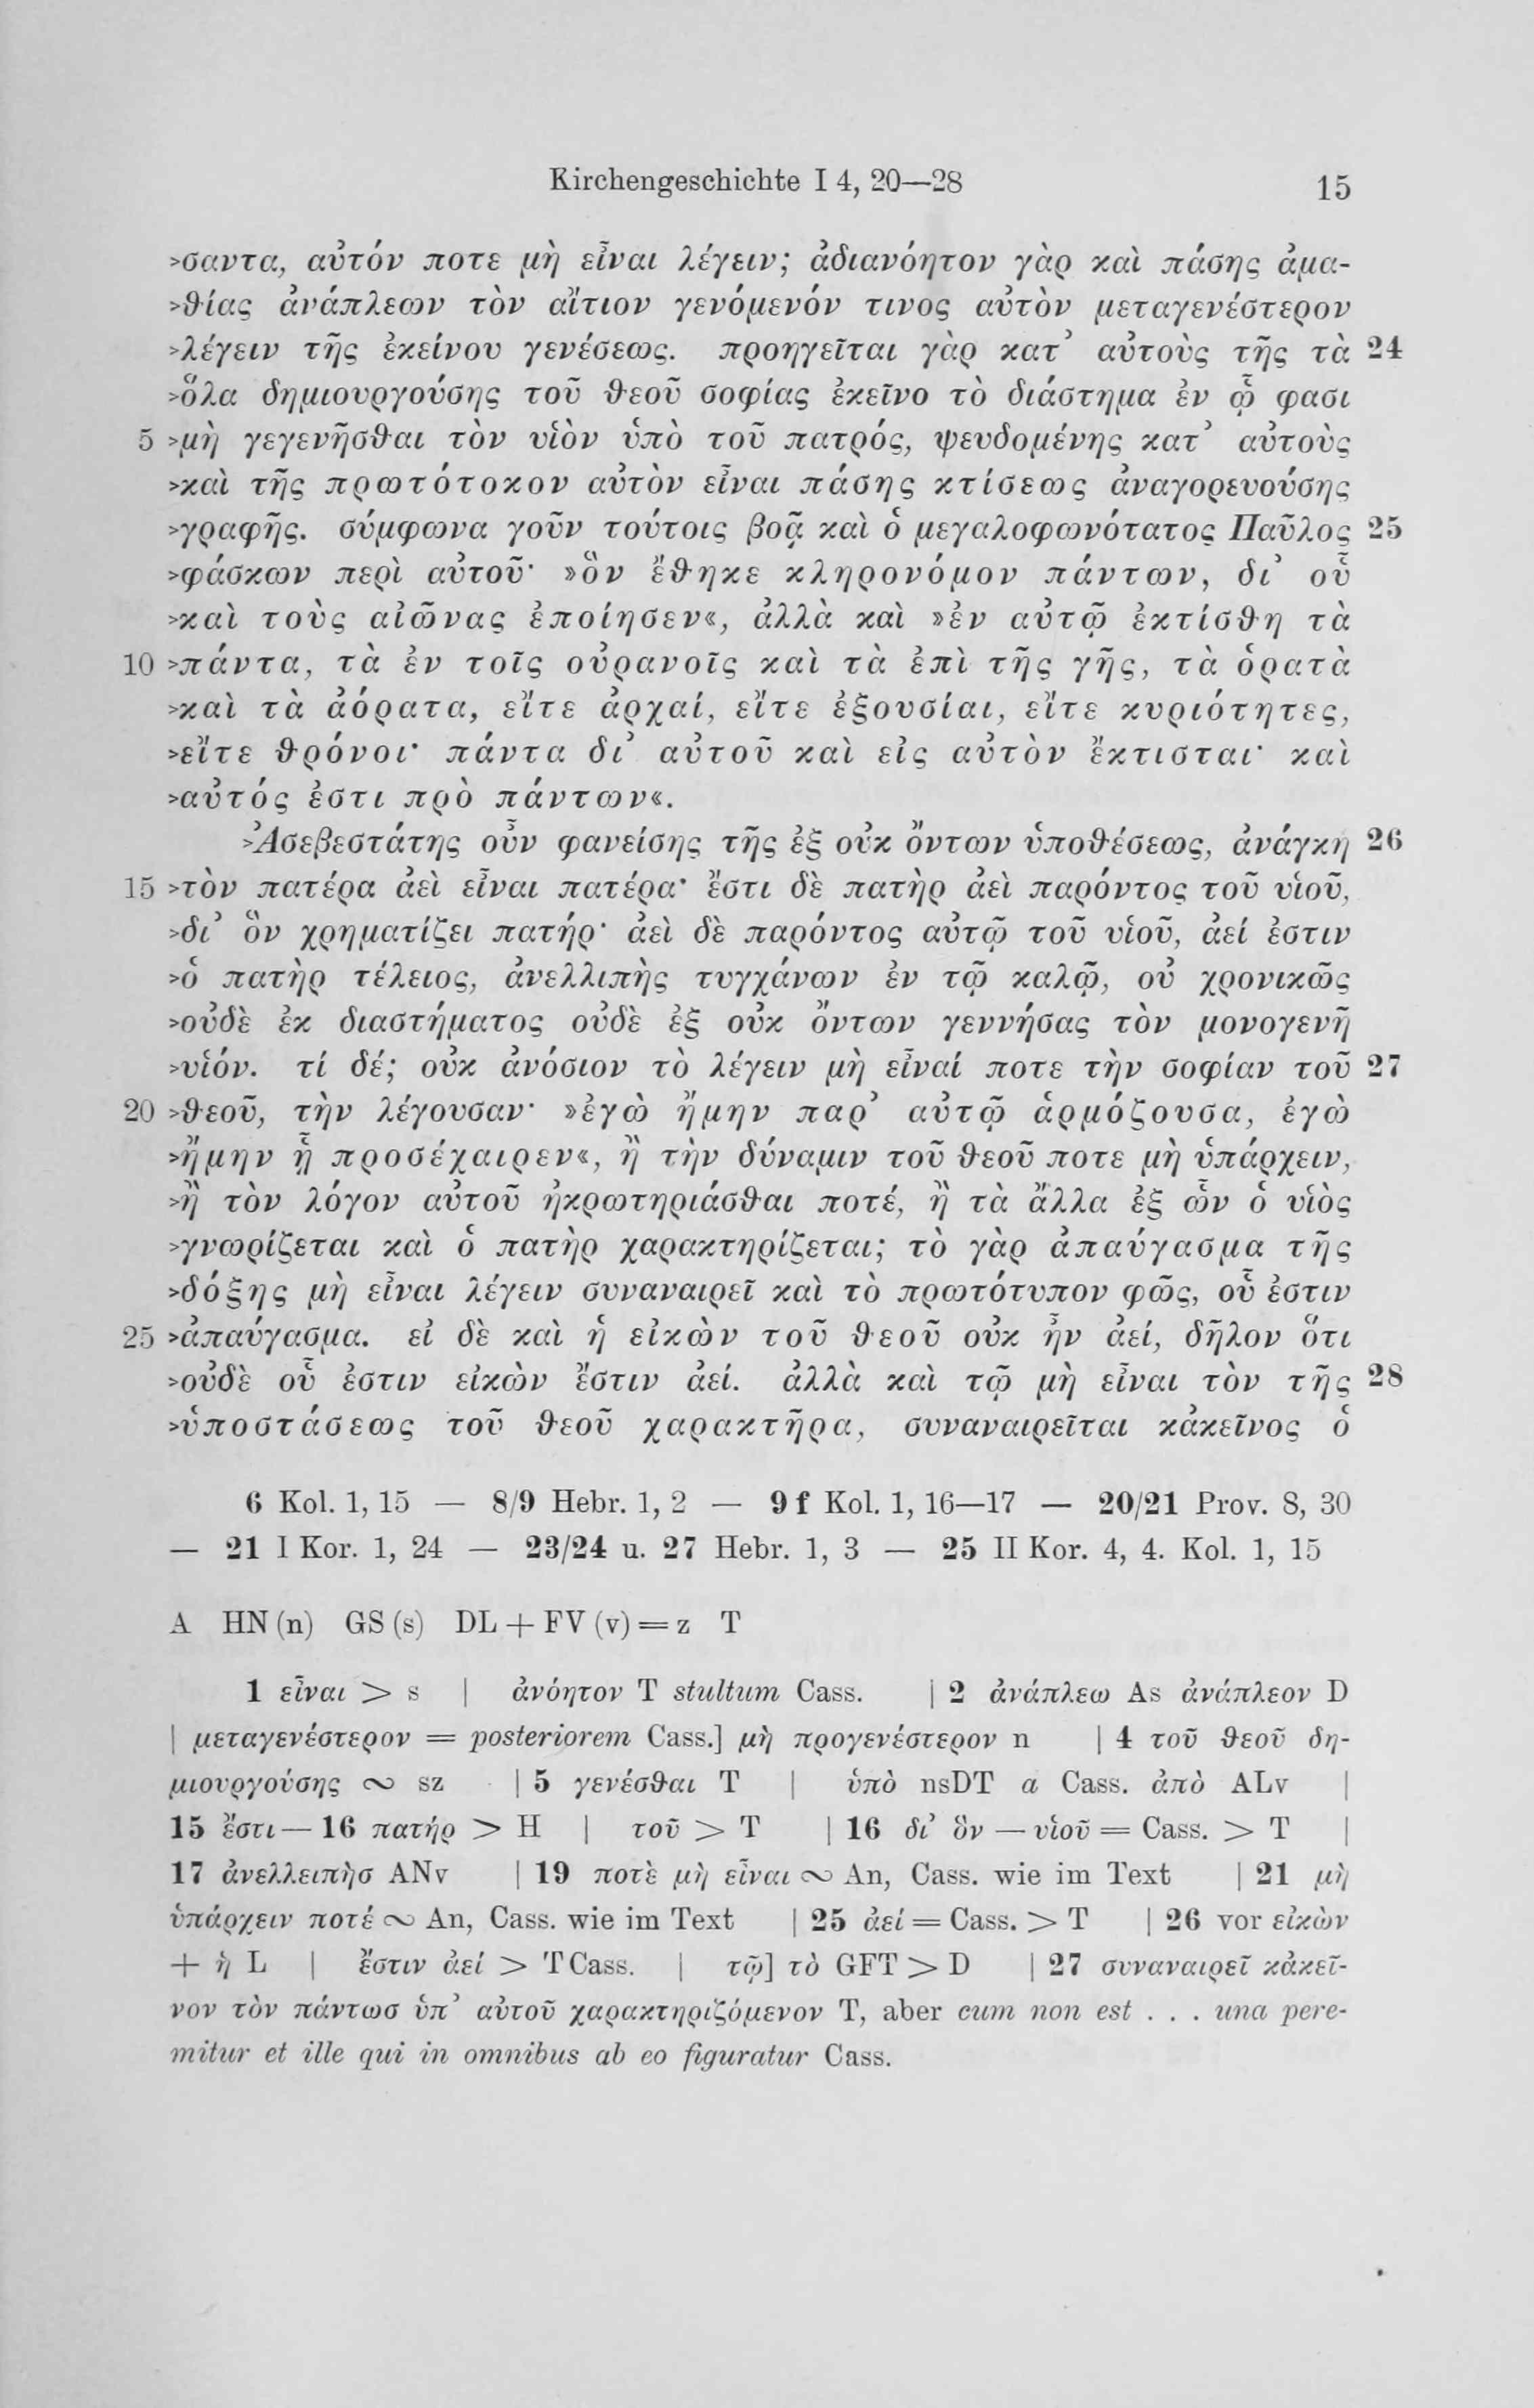 Kirchengeschichte I 4, 20—28 15
>σαντα, αὐτόν ποτε μὴ εἶναι λέγειν; ἀδιανόητον γὰρ καὶ πάσης ἀμα-
>θίας ἀνάπλεων τὸν αἴτιον γενόμενόν τινος αὐτὸν μεταγενέστερον
>λέγειν τῆς ἐκείνου γενέσεως. προηγεῖται γὰρ κατ’ αὐτοὺς τῆς τὰ 24
>ὅλα δημιουργούσης τοῦ θεοῦ σοφίας ἐκεῖνο τὸ διάστημα ἐν ᾧ φασι
5 >μὴ γεγενῆσθαι τὸν υἱὸν ὑπὸ τοῦ πατρός, ψευδομένης κατ’ αὐτοὺς
>καὶ τῆς πρωτότοκον αὐτὸν εἶναι πάσης κτίσεως ἀναγορευούσης
>γραφῆς. σύμφωνα γοῦν τούτοις βοᾷ καὶ ὁ μεγαλοφωνότατος Παῦλος 25
>φάσκων περὶ αὐτοῦ· »ὃν ἔθηκε κληρονόμον πάντων, δι’ οὗ
>καὶ τοὺς αἰῶνας ἐποίησεν«, ἀλλὰ καὶ »ἐν αὐτῷ ἐκτίσθη τὰ
10 >πάντα, τὰ ἐν τοῖς οὐρανοῖς καὶ τὰ ἐπὶ τῆς γῆς, τὰ ὁρατὰ
>καὶ τὰ ἀόρατα, εἴτε ἀρχαί, εἴτε ἐξουσίαι, εἴτε κυριότητες,
>εἴτε θρόνοι· πάντα δι’ αὐτοῦ καὶ εἰς αὐτὸν ἔκτισται· καὶ
>αὐτός ἐστι πρὸ πάντων«.
>Ἀσεβεστάτης οὖν φανείσης τῆς ἐξ οὐκ ὄντων ὑποθέσεως, ἀνάγκη 26
15 >τὸν πατέρα ἀεὶ εἶναι πατέρα· ἔστι δὲ πατὴρ ἀεὶ παρόντος τοῦ υἱοῦ,
>δι’ ὃν χρηματίζει πατήρ· ἀεὶ δὲ παρόντος αὐτῷ τοῦ υἱοῦ, ἀεί ἐστιν
>ὁ πατὴρ τέλειος, ἀνελλιπὴς τυγχάνων ἐν τῷ καλῷ, οὐ χρονικῶς
>οὐδὲ ἐκ διαστήματος οὐδὲ ἐξ οὐκ ὄντων γεννήσας τὸν μονογενῆ
>υἱόν. τί δέ; οὐκ ἀνόσιον τὸ λέγειν μὴ εἶναί ποτε τὴν σοφίαν τοῦ 27
20 >θεοῦ, τὴν λέγουσαν· »ἐγὼ ἤμην παρ’ αὐτῷ ἁρμόζουσα, ἐγὼ
>ἤμην ᾗ προσέχαιρεν«, ἢ τὴν δύναμιν τοῦ θεοῦ ποτε μὴ ὑπάρχειν,
>ἢ τὸν λόγον αὐτοῦ ἠκρωτηριάσθαι ποτέ, ἢ τὰ ἄλλα ἐξ ὧν ὁ υἱὸς
>γνωρίζεται καὶ ὁ πατὴρ χαρακτηρίζεται; τὸ γὰρ ἀπαύγασμα τῆς
>δόξης μὴ εἶναι λέγειν συναναιρεῖ καὶ τὸ πρωτότυπον φῶς, οὗ ἐστιν
25 >ἀπαύγασμα. εἰ δὲ καὶ ἡ εἰκὼν τοῦ θεοῦ οὐκ ἦν ἀεί, δῆλον ὅτι
>οὐδὲ οὗ ἐστιν εἰκὼν ἔστιν ἀεί. ἀλλὰ καὶ τῷ μὴ εἶναι τὸν τῆς 28
>ὑποστάσεως τοῦ θεοῦ χαρακτῆρα, συναναιρεῖται κἀκεῖνος ὁ
6 Kol. 1, 15 — 8/9 Hebr. 1, 2 — 9 f Kol. 1, 16—17 — 20/21 Prov. 8, 30
— 21 I Kor. 1, 24 — 23/24 u. 27 Hebr. 1, 3 — 25 II Kor. 4, 4. Kol. 1, 15
A HN (n) GS (s) DL + FV (v) = z T
1 εἶναι > s | ἀνόητον T stultum Cass. | 2 ἀνάπλεω As ἀνάπλεον D
| μεταγενέστερον = posteriorem Cass.] μὴ προγενέστερον n | 4 τοῦ θεοῦ δη-
μιουργούσης ∾ sz | 5 γενέσθαι T | ὑπὸ nsDT a Cass. ἀπὸ ALv |
15 ἔστι — 16 πατήρ > H | τοῦ > T | 16 δι’ ὃν — υἱοῦ = Cass. > T |
17 ἀνελλειπὴσ ANv | 19 ποτὲ μὴ εἶναι ∾ An, Cass. wie im Text | 21 μὴ
ὑπάρχειν ποτέ ∾ An, Cass. wie im Text | 25 ἀεί = Cass. > T | 26 vor εἰκὼν
+ ἡ L | ἔστιν ἀεί > T Cass. | τῷ] τὸ GFT > D | 27 συναναιρεῖ κἀκεῖ-
νον τὸν πάντωσ ὑπ’ αὐτοῦ χαρακτηριζόμενον T, aber cum non est . . . una pere-
mitur et ille qui in omnibus ab eo figuratur Cass.